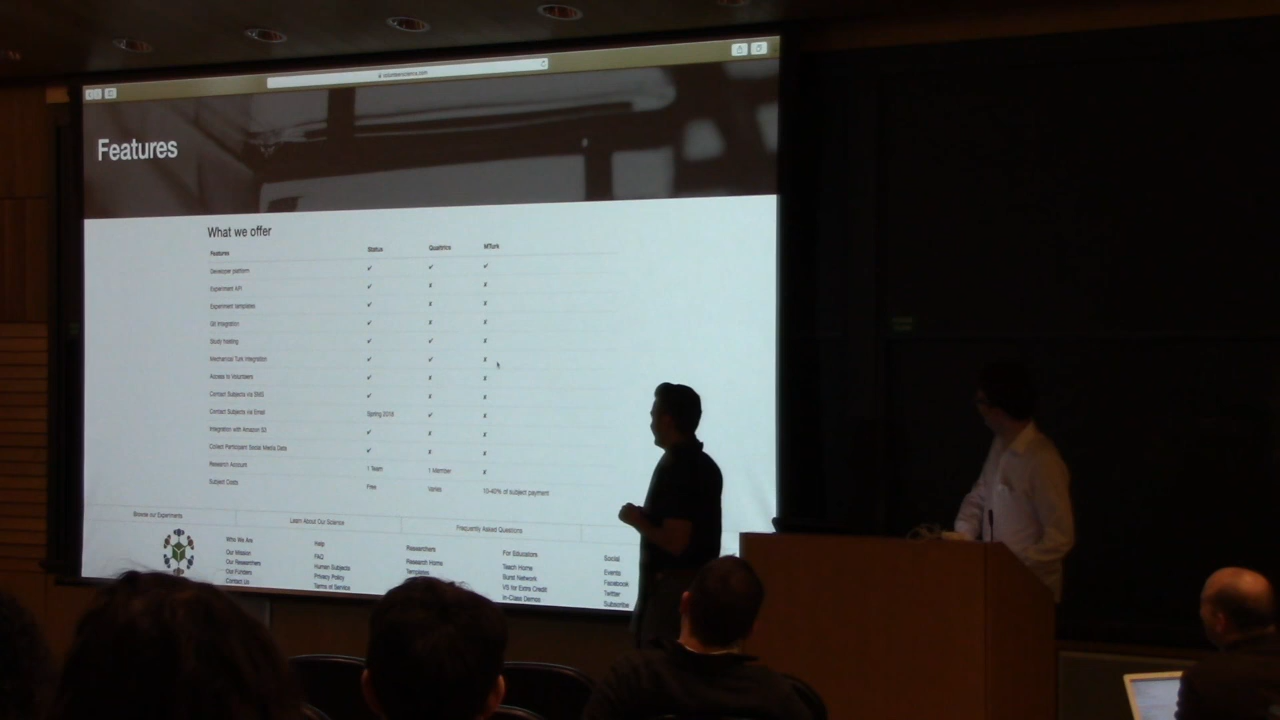 volunteerscience.com
Features
What we offer
Features Status Qualtrics MTurk
Developer platform ✓ ✓ ✓
Experiment API ✓ x x
Experiment templates ✓ x x
Git Integration ✓ x x
Study hosting ✓ ✓ x
Mechanical Turk Integration ✓ ✓ x
Access to Volunteers ✓ x x
Contact Subjects via SMS ✓ x x
Contact Subjects via Email Spring 2018 ✓ x
Integration with Amazon S3 ✓ x x
Collect Participant Social Media Data ✓ x x
Research Account 1 Team 1 Member x
Subject Costs Free Varies 10-40% of subject payment
Browse our Experiments Learn About Our Science Frequently Asked Questions
Who We Are Help Researchers For Educators Social
Our Mission FAQ Research Home Teach Home Events
Our Researchers Human Subjects Templates Burst Network Facebook
Our Funders Privacy Policy VS for Extra Credit Twitter
Contact Us Terms of Service In-Class Demos Subscribe